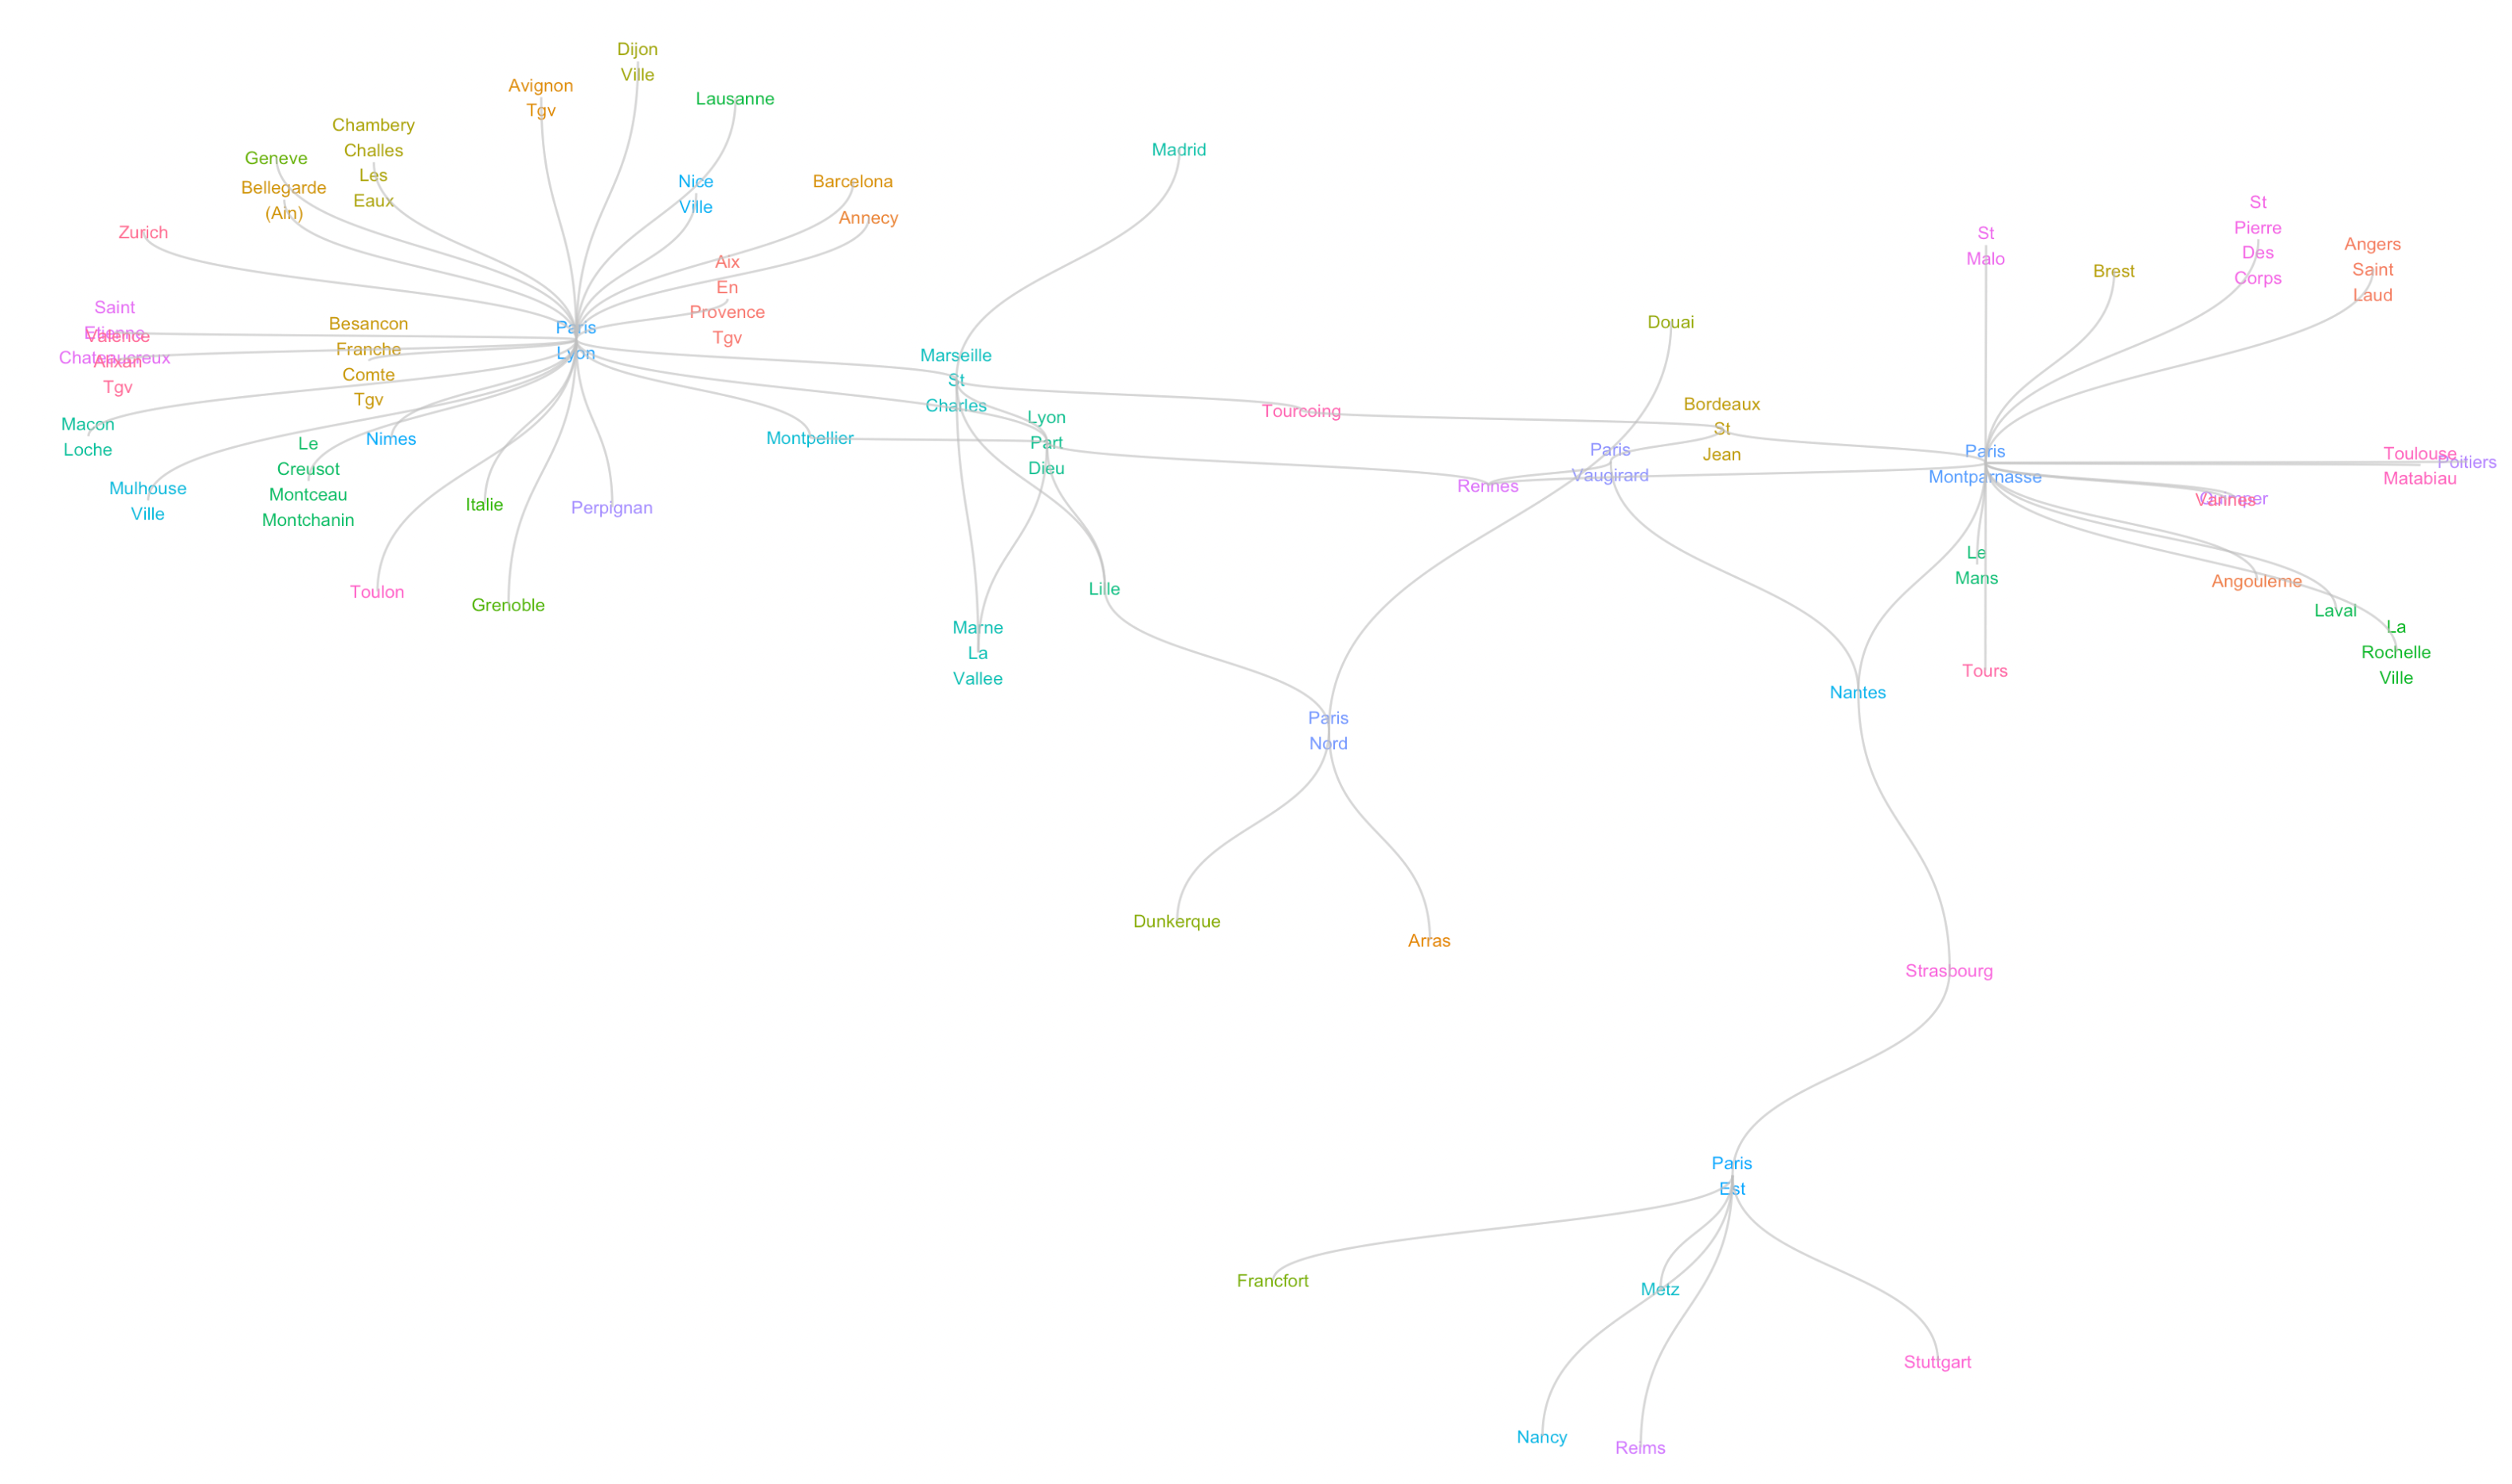 Dijon
Ville
Avignon
Tgv
Lausanne
Chambery
Challes
Les
Eaux
Geneve
Bellegarde
(Ain)
Nice
Ville
Barcelona
Annecy
Madrid
Zurich
Aix
En
Provence
Tgv
St
Malo
Brest
St
Pierre
Des
Corps
Angers
Saint
Laud
Saint
Etienne
Chateaucreux
Valence
Alixan
Tgv
Besancon
Franche
Comte
Tgv
Paris
Lyon
Marseille
St
Charles
Douai
Macon
Loche
Le
Creusot
Montceau
Montchanin
Nimes
Montpellier
Lyon
Part
Dieu
Tourcoing
Bordeaux
St
Jean
Paris
Vaugirard
Rennes
Paris
Montparnasse
Toulouse
Matabiau
Poitiers
Quimper
Vannes
Mulhouse
Ville
Italie
Perpignan
Toulon
Grenoble
Lille
Le
Mans
Angouleme
Laval
La
Rochelle
Ville
Marne
La
Vallee
Tours
Nantes
Paris
Nord
Dunkerque
Arras
Strasbourg
Paris
Est
Francfort
Metz
Stuttgart
Nancy
Reims